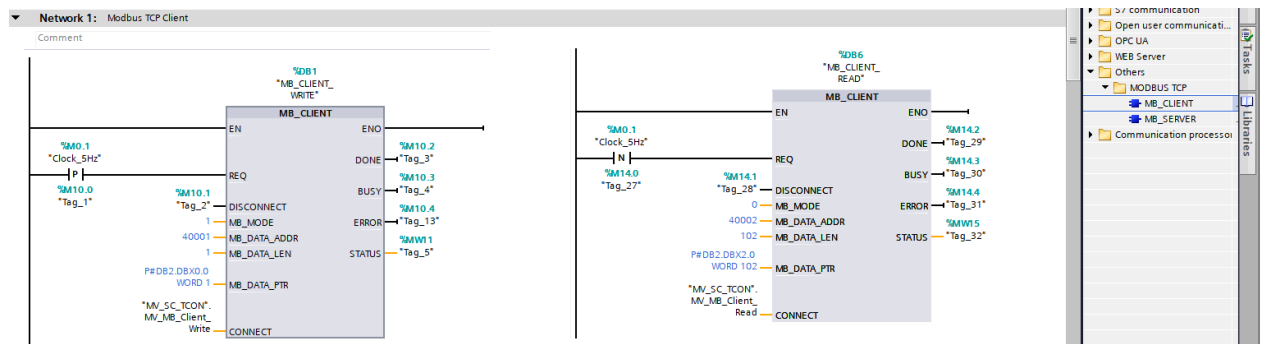 Network 1: Modbus TCP Client
Comment
%DB1
"MB_CLIENT_
WRITE"
MB_CLIENT
EN
ENO
%M0.1
"Clock_5Hz"
P
%M10.0
"Tag_1"
REQ
%M10.1
"Tag_2"
DISCONNECT
1
MB_MODE
40001
MB_DATA_ADDR
1
MB_DATA_LEN
P#DB2.DBX0.0
WORD 1
MB_DATA_PTR
"MV_SC_TCON".
MV_MB_Client_
Write
CONNECT
DONE
%M10.2
"Tag_3"
BUSY
%M10.3
"Tag_4"
ERROR
%M10.4
"Tag_13"
STATUS
%MW11
"Tag_5"
%DB6
"MB_CLIENT_
READ"
MB_CLIENT
EN
ENO
%M0.1
"Clock_5Hz"
N
%M14.0
"Tag_27"
REQ
%M14.1
"Tag_28"
DISCONNECT
0
MB_MODE
40002
MB_DATA_ADDR
102
MB_DATA_LEN
P#DB2.DBX2.0
WORD 102
MB_DATA_PTR
"MV_SC_TCON".
MV_MB_Client_
Read
CONNECT
DONE
%M14.2
"Tag_29"
BUSY
%M14.3
"Tag_30"
ERROR
%M14.4
"Tag_31"
STATUS
%MW15
"Tag_32"
S7 communication
Open user communicati...
OPC UA
WEB Server
Others
MODBUS TCP
MB_CLIENT
MB_SERVER
Communication processor
Tasks
Libraries